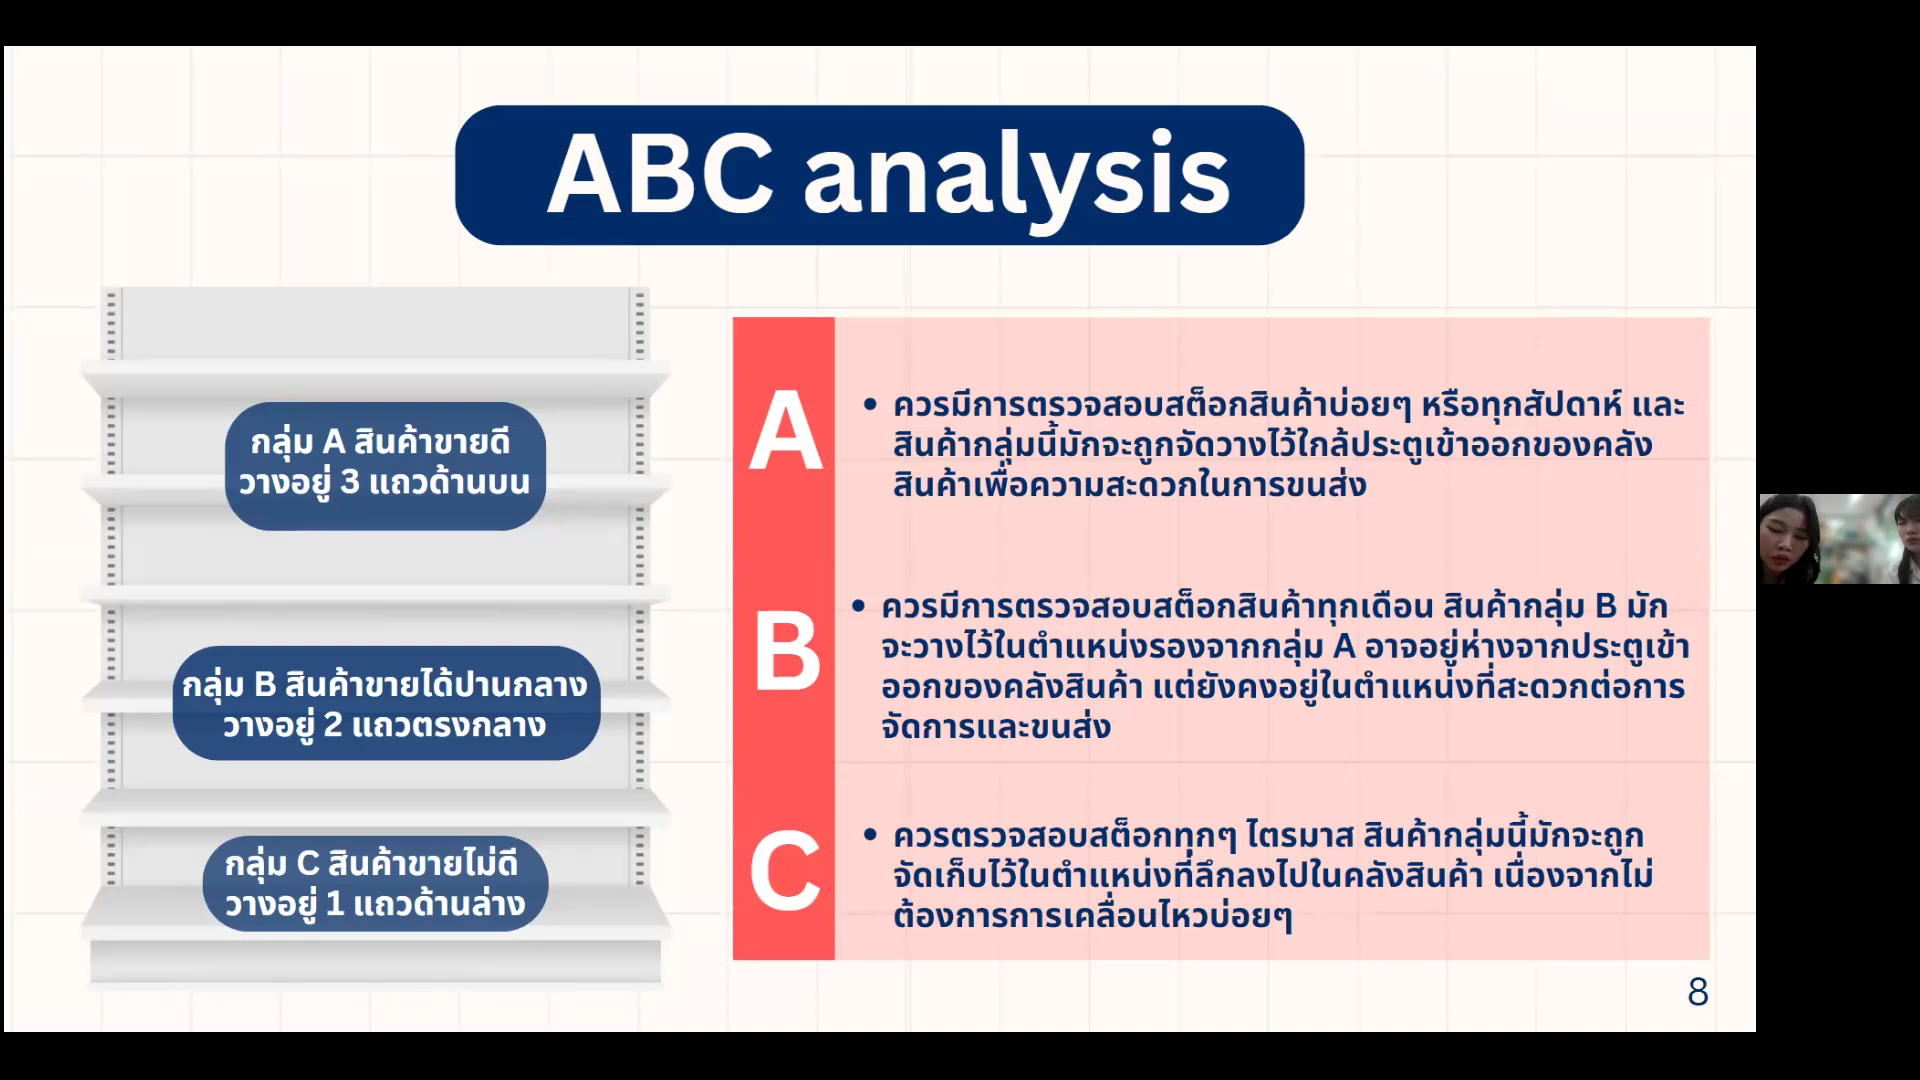 ABC analysis
กลุ่ม A สินค้าขายดี
วางอยู่ 3 แถวด้านบน
กลุ่ม B สินค้าขายได้ปานกลาง
วางอยู่ 2 แถวตรงกลาง
กลุ่ม C สินค้าขายไม่ดี
วางอยู่ 1 แถวด้านล่าง
A
• ควรมีการตรวจสอบสต็อกสินค้าบ่อยๆ หรือทุกสัปดาห์ และ
สินค้ากลุ่มนี้มักจะถูกจัดวางไว้ใกล้ประตูเข้าออกของคลัง
สินค้าเพื่อความสะดวกในการขนส่ง
B
• ควรมีการตรวจสอบสต็อกสินค้าทุกเดือน สินค้ากลุ่ม B มัก
จะวางไว้ในตำแหน่งรองจากกลุ่ม A อาจอยู่ห่างจากประตูเข้า
ออกของคลังสินค้า แต่ยังคงอยู่ในตำแหน่งที่สะดวกต่อการ
จัดการและขนส่ง
C
• ควรตรวจสอบสต็อกทุกๆ ไตรมาส สินค้ากลุ่มนี้มักจะถูก
จัดเก็บไว้ในตำแหน่งที่ลึกลงไปในคลังสินค้า เนื่องจากไม่
ต้องการการเคลื่อนไหวบ่อยๆ
8